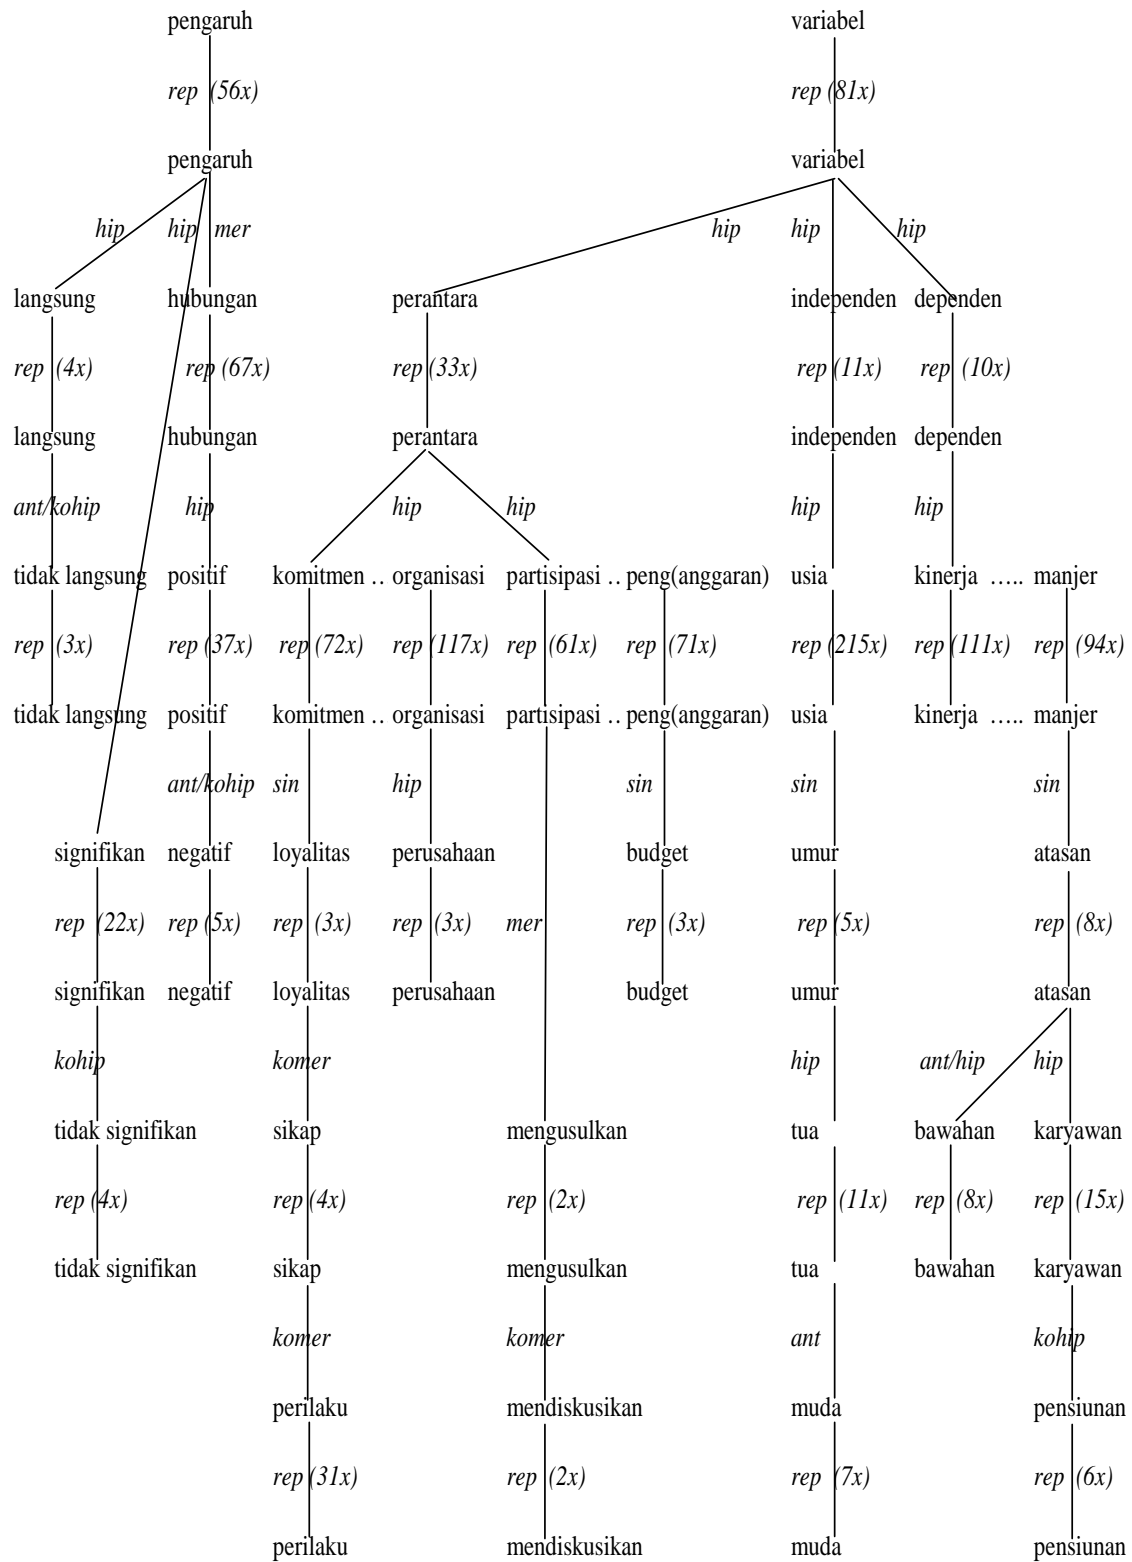 pengaruh variabel
rep (56x) rep (81x)
pengaruh variabel
hip hip mer hip hip hip
langsung hubungan perantara independen dependen
rep (4x) rep (67x) rep (33x) rep (11x) rep (10x)
langsung hubungan perantara independen dependen
ant/kohip hip hip hip hip hip
tidak langsung positif komitmen .. organisasi partisipasi .. peng(anggaran) usia kinerja ..... manjer
rep (3x) rep (37x) rep (72x) rep (117x) rep (61x) rep (71x) rep (215x) rep (111x) rep (94x)
tidak langsung positif komitmen .. organisasi partisipasi .. peng(anggaran) usia kinerja ..... manjer
ant/kohip sin hip sin sin sin
signifikan negatif loyalitas perusahaan budget umur atasan
rep (22x) rep (5x) rep (3x) rep (3x) mer rep (3x) rep (5x) rep (8x)
signifikan negatif loyalitas perusahaan budget umur atasan
kohip komer hip ant/hip hip
tidak signifikan sikap mengusulkan tua bawahan karyawan
rep (4x) rep (4x) rep (2x) rep (11x) rep (8x) rep (15x)
tidak signifikan sikap mengusulkan tua bawahan karyawan
komer komer ant kohip
perilaku mendiskusikan muda pensiunan
rep (31x) rep (2x) rep (7x) rep (6x)
perilaku mendiskusikan muda pensiunan